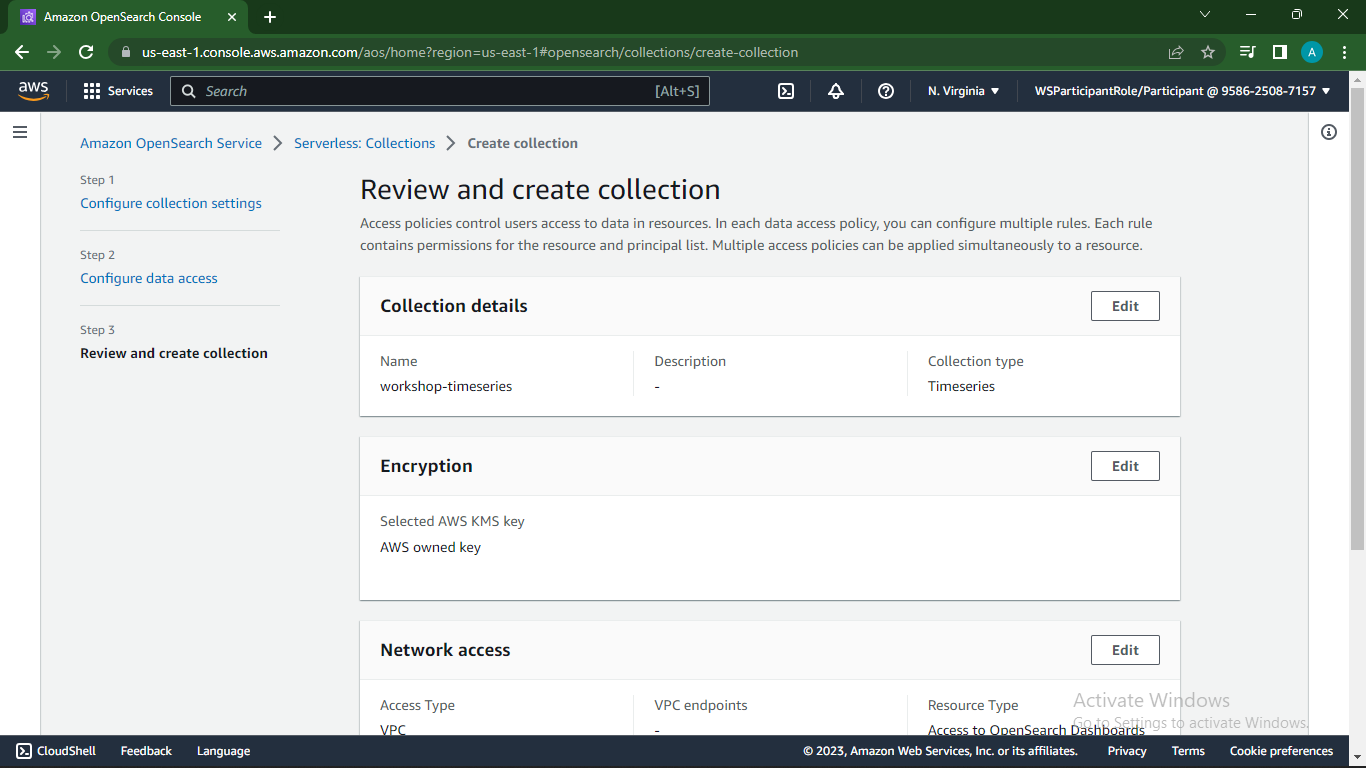 Amazon OpenSearch Console
us-east-1.console.aws.amazon.com/aos/home?region=us-east-1#opensearch/collections/create-collection
A
aws
Services
Search
[Alt+S]
N. Virginia
WSParticipantRole/Participant @ 9586-2508-7157
Amazon OpenSearch Service
Serverless: Collections
Create collection
Step 1
Configure collection settings
Step 2
Configure data access
Step 3
Review and create collection
Review and create collection
Access policies control users access to data in resources. In each data access policy, you can configure multiple rules. Each rule
contains permissions for the resource and principal list. Multiple access policies can be applied simultaneously to a resource.
Collection details
Edit
Name
workshop-timeseries
Description
-
Collection type
Timeseries
Encryption
Edit
Selected AWS KMS key
AWS owned key
Network access
Edit
Access Type
VPC
VPC endpoints
-
Resource Type
Access to OpenSearch Dashboards
Activate Windows
Go to Settings to activate Windows.
CloudShell
Feedback
Language
© 2023, Amazon Web Services, Inc. or its affiliates.
Privacy
Terms
Cookie preferences